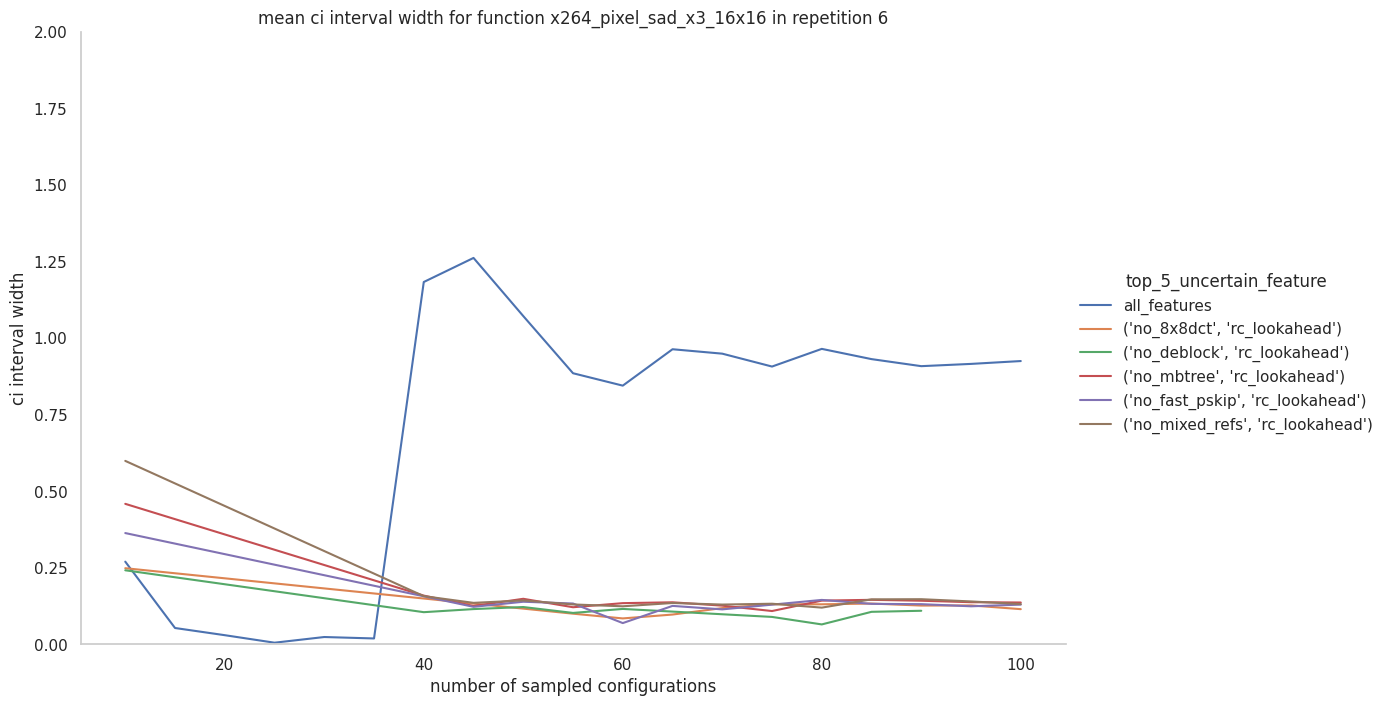 mean ci interval width for function x264_pixel_sad_x3_16x16 in repetition 6
2.00
1.75
1.50
1.25
1.00
0.75
0.50
0.25
0.00
ci interval width
20
40
60
80
100
number of sampled configurations
top_5_uncertain_feature
all_features
('no_8x8dct', 'rc_lookahead')
('no_deblock', 'rc_lookahead')
('no_mbtree', 'rc_lookahead')
('no_fast_pskip', 'rc_lookahead')
('no_mixed_refs', 'rc_lookahead')